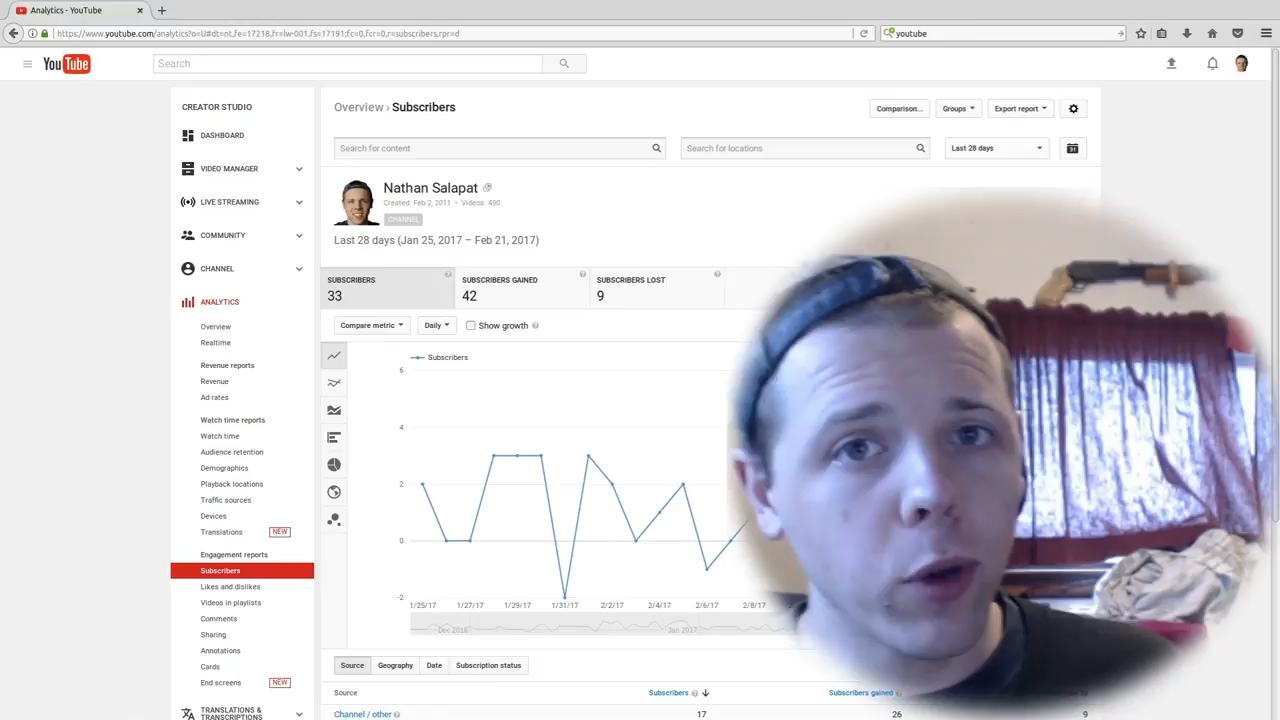 Analytics - YouTube
https://www.youtube.com/analytics?o=U#dt=nt,fe=17218,fr=lw-001,fs=17191;fc=0,fcr=0,r=subscribers,rpr=d
youtube
YouTube
Search
CREATOR STUDIO
DASHBOARD
VIDEO MANAGER
LIVE STREAMING
COMMUNITY
CHANNEL
ANALYTICS
Overview
Realtime
Revenue reports
Revenue
Ad rates
Watch time reports
Watch time
Audience retention
Demographics
Playback locations
Traffic sources
Devices
Translations NEW
Engagement reports
Subscribers
Likes and dislikes
Videos in playlists
Comments
Sharing
Annotations
Cards
End screens NEW
TRANSLATIONS &
TRANSCRIPTIONS
Overview › Subscribers
Comparison... Groups Export report
Search for content
Search for locations
Last 28 days
Nathan Salapat
Created: Feb 2, 2011 • Videos: 490
CHANNEL
Last 28 days (Jan 25, 2017 – Feb 21, 2017)
SUBSCRIBERS
33
SUBSCRIBERS GAINED
42
SUBSCRIBERS LOST
9
Compare metric Daily Show growth
Subscribers
6
4
2
0
-2
1/25/17 1/27/17 1/29/17 1/31/17 2/2/17 2/4/17 2/6/17 2/8/17
Dec 2016 Jan 2017
Source Geography Date Subscription status
Source Subscribers Subscribers gained
Channel / other 17 26 9